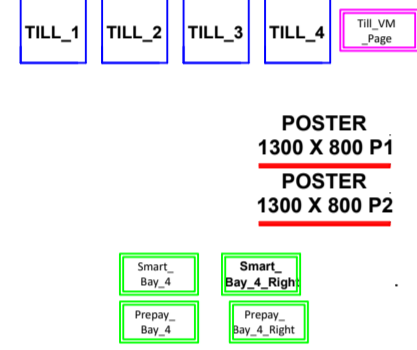 TILL_1 TILL_2 TILL_3 TILL_4 Till_VM
_Page
POSTER
1300 X 800 P1
POSTER
1300 X 800 P2
Smart_
Bay_4
Smart_
Bay_4_Right
Prepay_
Bay_4
Prepay_
Bay_4_Right